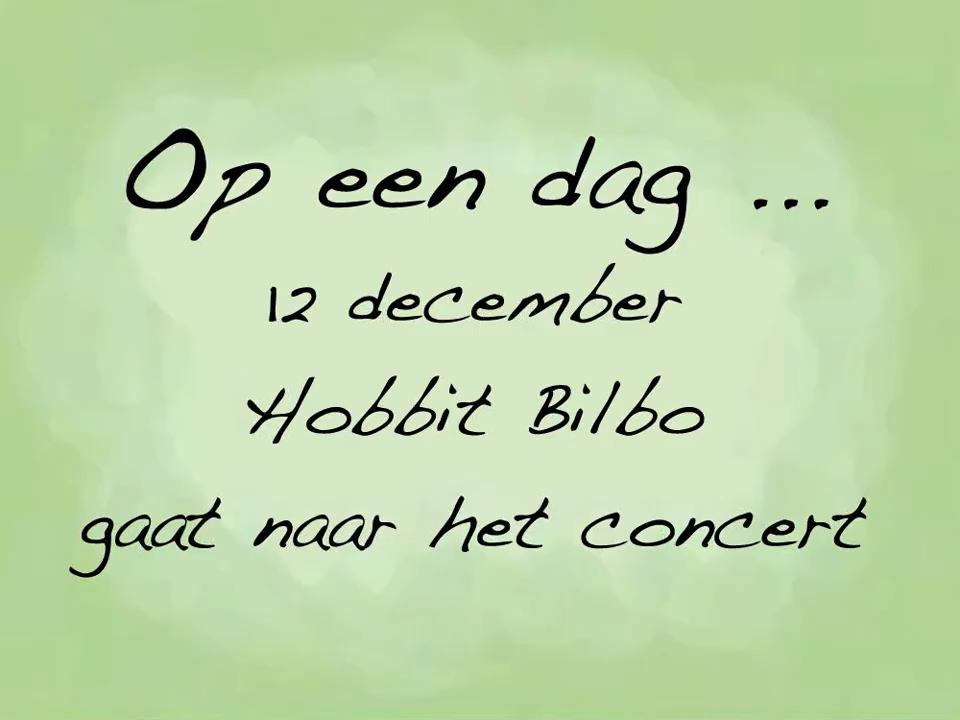 Op een dag ...
12 december
Hobbit Bilbo
gaat naar het concert